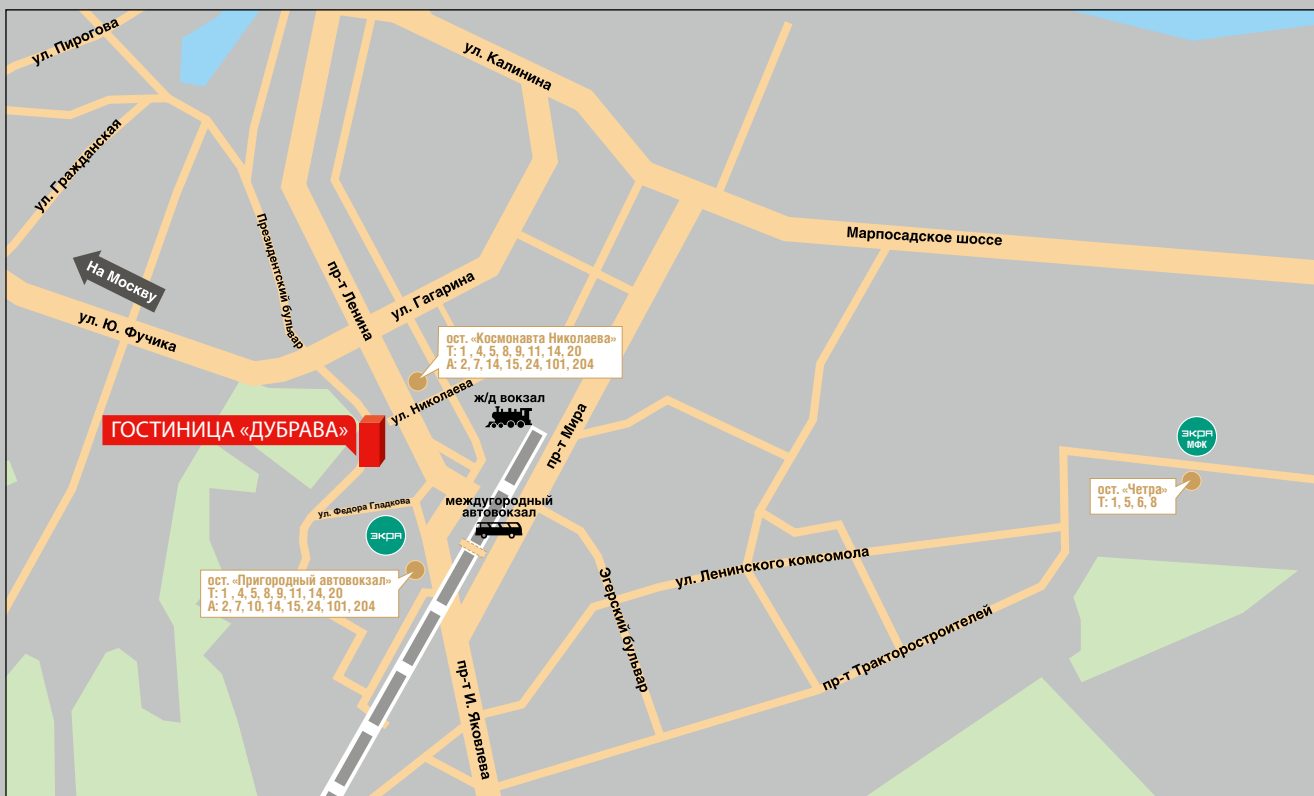 ул. Пирогова
ул. Калинина
ул. Гражданская
Президентский бульвар
Марпосадское шоссе
На Москву
пр-т Ленина
ул. Гагарина
ул. Ю. Фучика
ост. «Космонавта Николаева»
Т: 1 , 4, 5, 8, 9, 11, 14, 20
А: 2, 7, 14, 15, 24, 101, 204
ул. Николаева
ж/д вокзал
ГОСТИНИЦА «ДУБРАВА»
пр-т Мира
экра
МФК
ост. «Четра»
Т: 1, 5, 6, 8
междугородный
автовокзал
ул. Федора Гладкова
экра
ост. «Пригородный автовокзал»
Т: 1 , 4, 5, 8, 9, 11, 14, 20
А: 2, 7, 10, 14, 15, 24, 101, 204
ул. Ленинского комсомола
Эгерский бульвар
пр-т Тракторостроителей
пр-т И. Яковлева